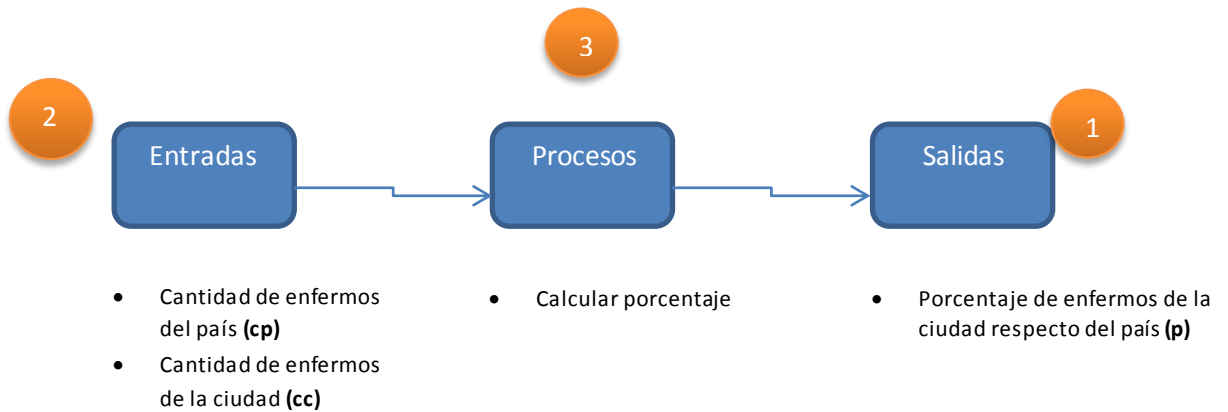 3
2
1
Entradas
Procesos
Salidas
• Cantidad de enfermos
del país (cp)
• Cantidad de enfermos
de la ciudad (cc)
• Calcular porcentaje
• Porcentaje de enfermos de la
ciudad respecto del país (p)